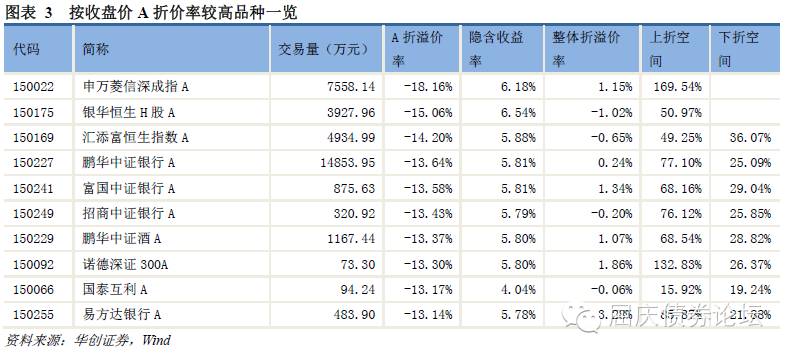 图表 3 按收盘价 A 折价率较高品种一览
代码 简称 交易量（万元） A 折溢价率 隐含收益率 整体折溢价率 上折空间 下折空间
150022 申万菱信深成指 A 7558.14 -18.16% 6.18% 1.15% 169.54%
150175 银华恒生 H 股 A 3927.96 -15.06% 6.54% -1.02% 50.97%
150169 汇添富恒生指数 A 4934.99 -14.20% 5.88% -0.65% 49.25% 36.07%
150227 鹏华中证银行 A 14853.95 -13.64% 5.81% 0.24% 77.10% 25.09%
150241 富国中证银行 A 875.63 -13.58% 5.81% 1.34% 68.16% 29.04%
150249 招商中证银行 A 320.92 -13.43% 5.79% -0.20% 76.12% 25.85%
150229 鹏华中证酒 A 1167.44 -13.37% 5.80% 1.07% 68.54% 28.82%
150092 诺德深证 300A 73.30 -13.30% 5.80% 1.86% 132.83% 26.37%
150066 国泰互利 A 94.24 -13.17% 4.04% -0.06% 15.92% 19.24%
150255 易方达银行 A 483.90 -13.14% 5.78%
屈庆债券论坛
资料来源：华创证券，Wind